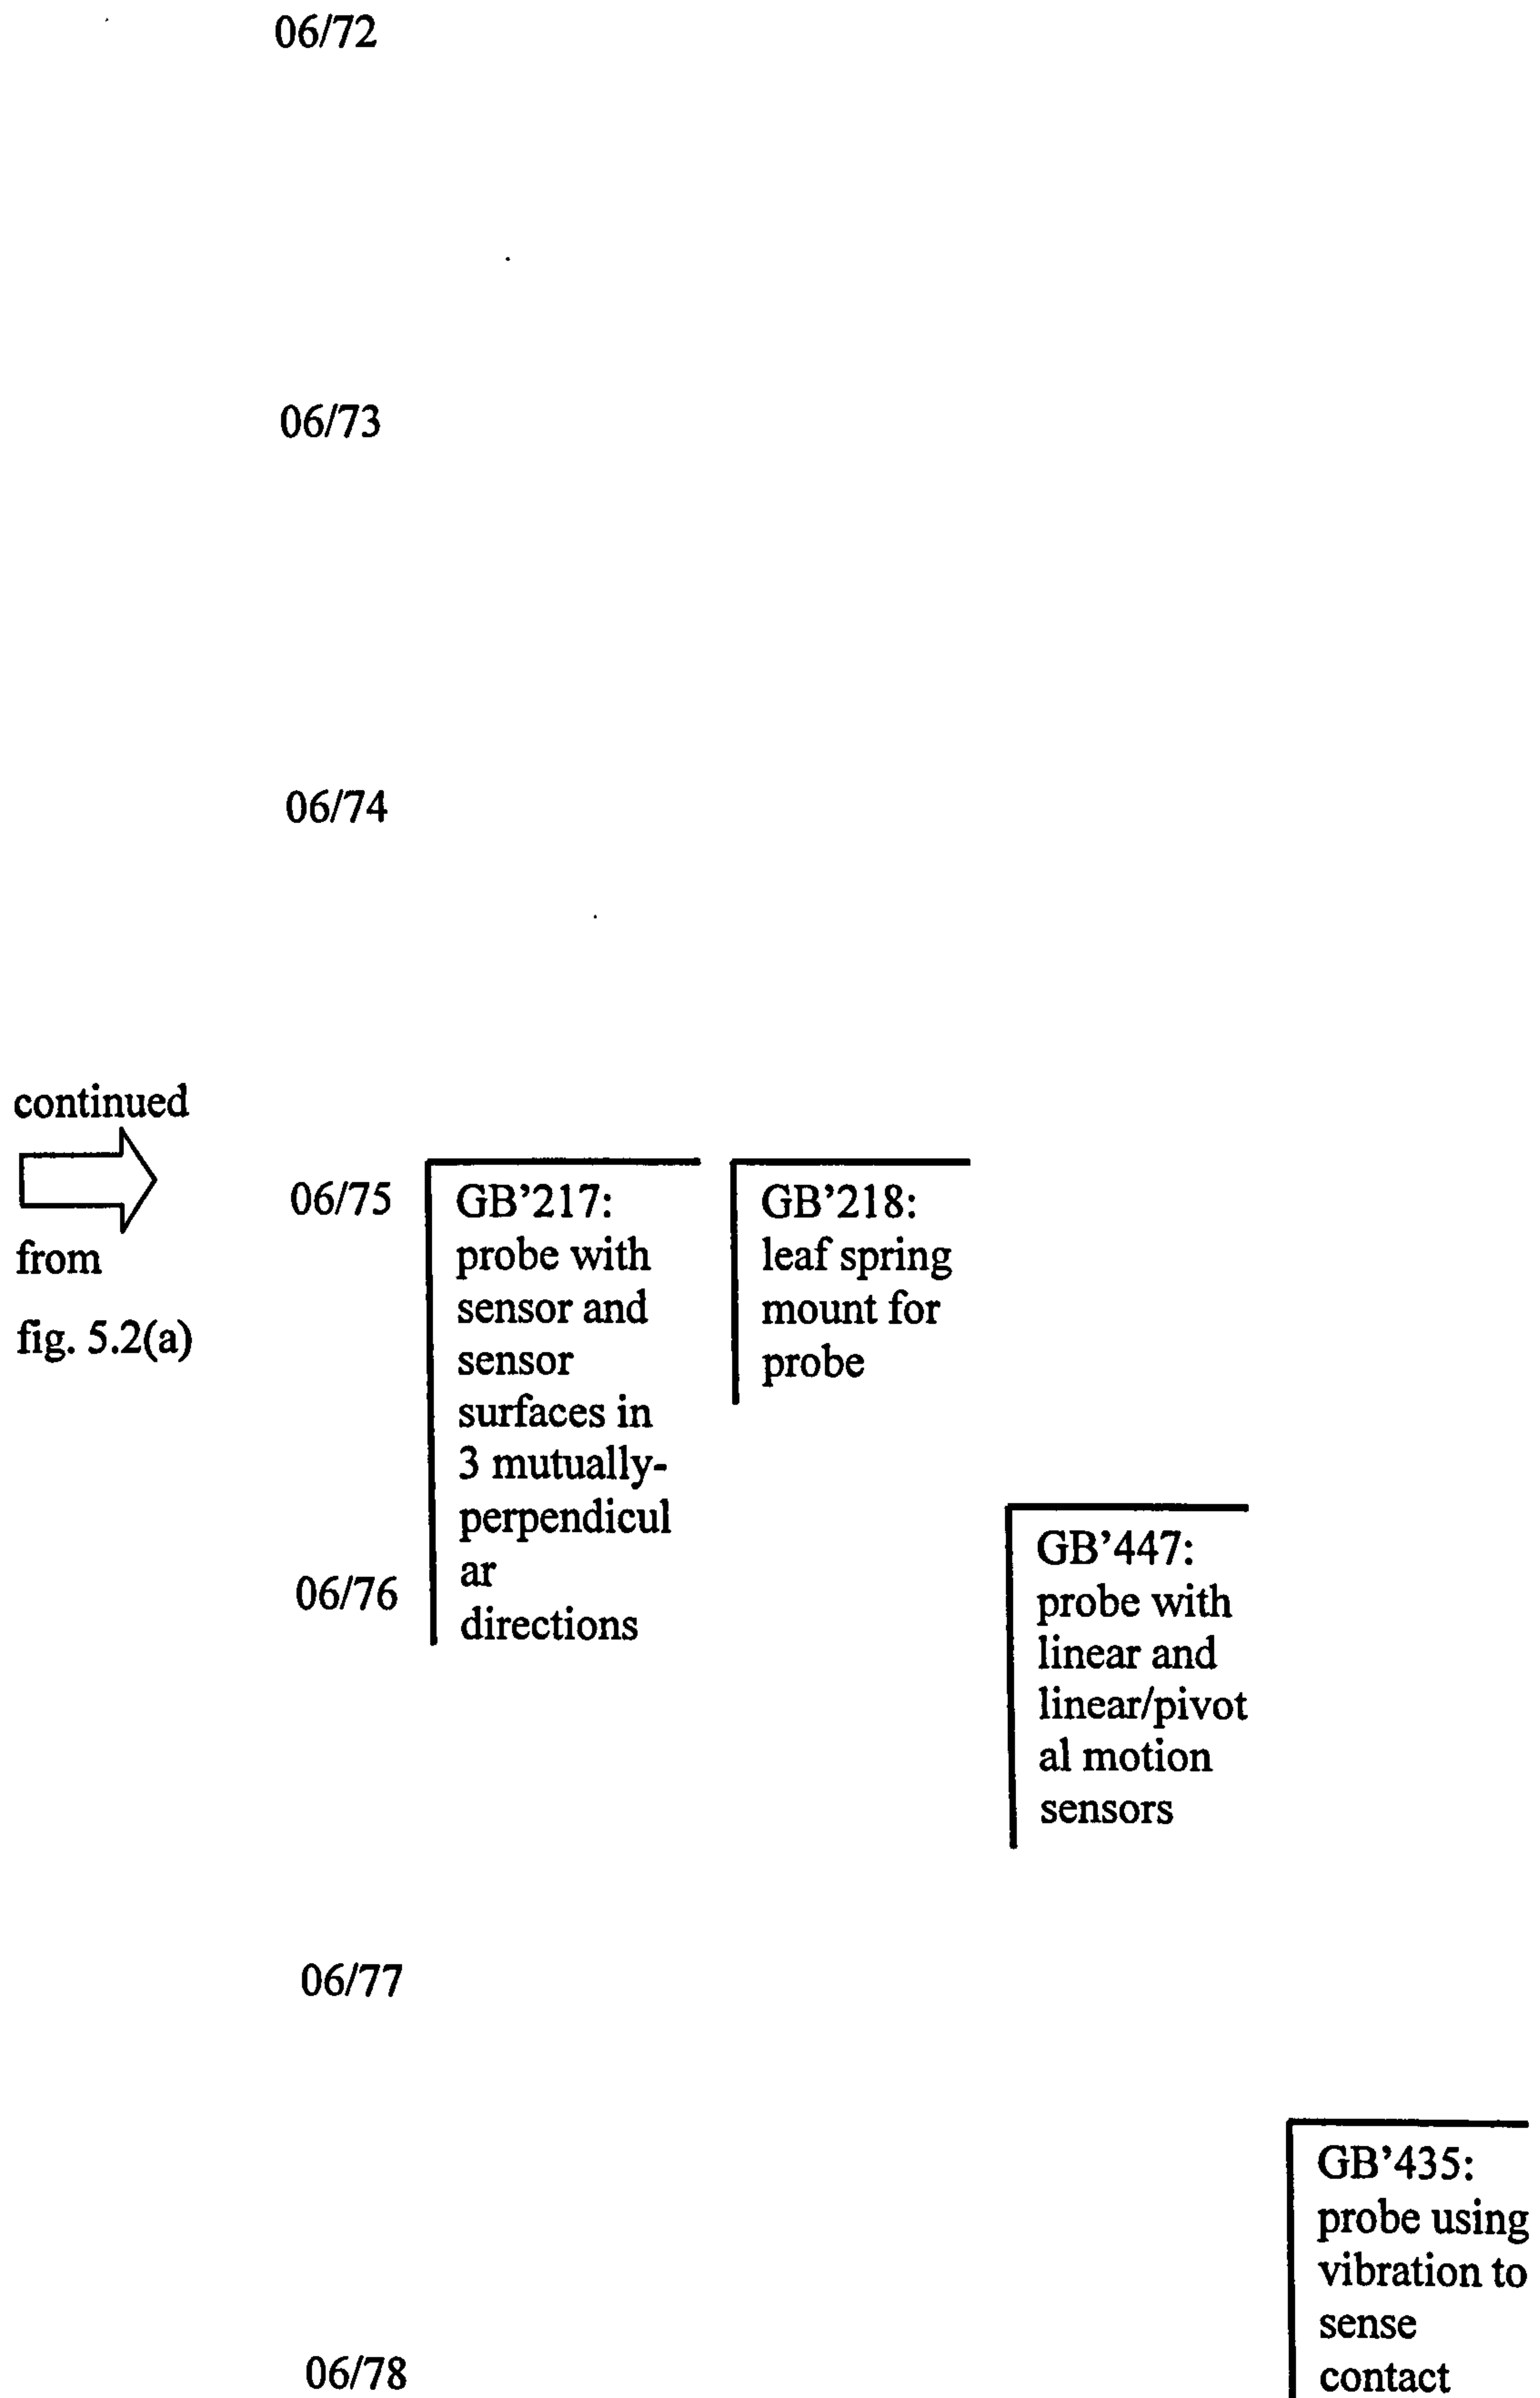 06/72
06/73
06/74
continued
from
fig. 5.2(a)
06/75
GB’217:
probe with
sensor and
sensor
surfaces in
3 mutually-
perpendicul
ar
directions
GB’218:
leaf spring
mount for
probe
06/76
GB’447:
probe with
linear and
linear/pivot
al motion
sensors
06/77
GB’435:
probe using
vibration to
sense
contact
06/78